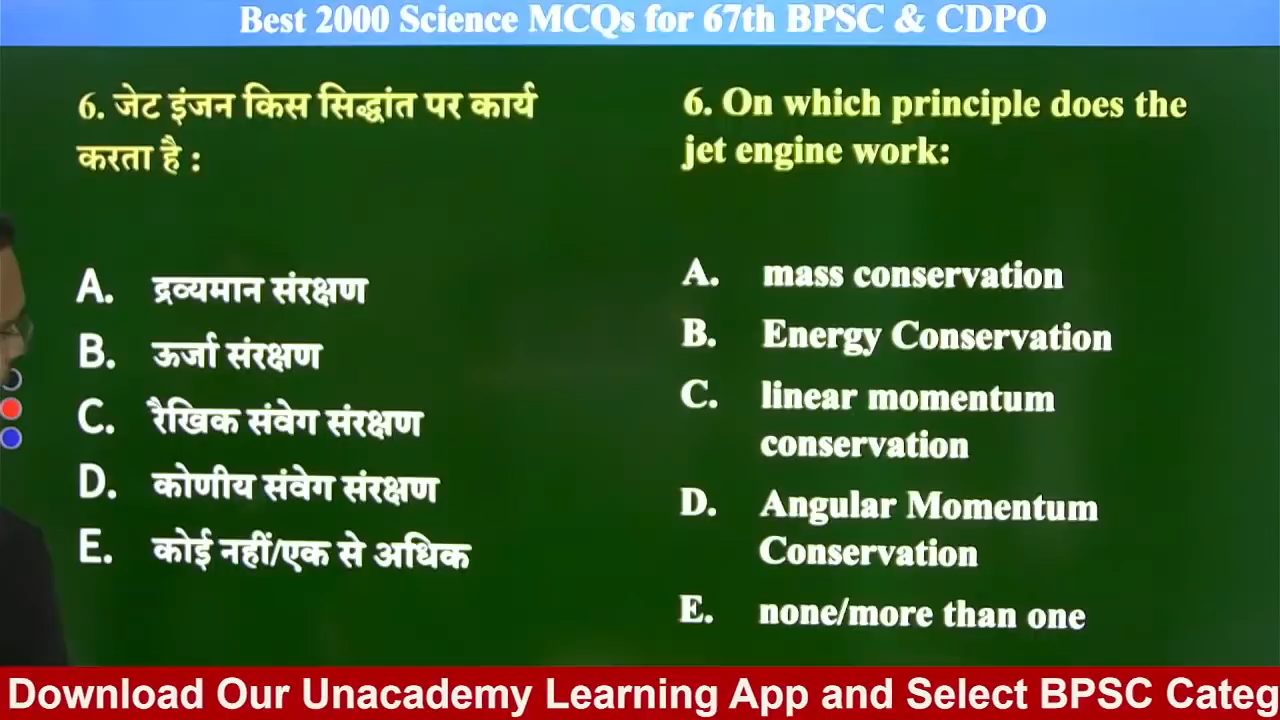 Best 2000 Science MCQs for 67th BPSC & CDPO
6. जेट इंजन किस सिद्धांत पर कार्य
करता है :
A. द्रव्यमान संरक्षण
B. ऊर्जा संरक्षण
C. रैखिक संवेग संरक्षण
D. कोणीय संवेग संरक्षण
E. कोई नहीं/एक से अधिक
6. On which principle does the
jet engine work:
A. mass conservation
B. Energy Conservation
C. linear momentum
conservation
D. Angular Momentum
Conservation
E. none/more than one
Download Our Unacademy Learning App and Select BPSC Categ